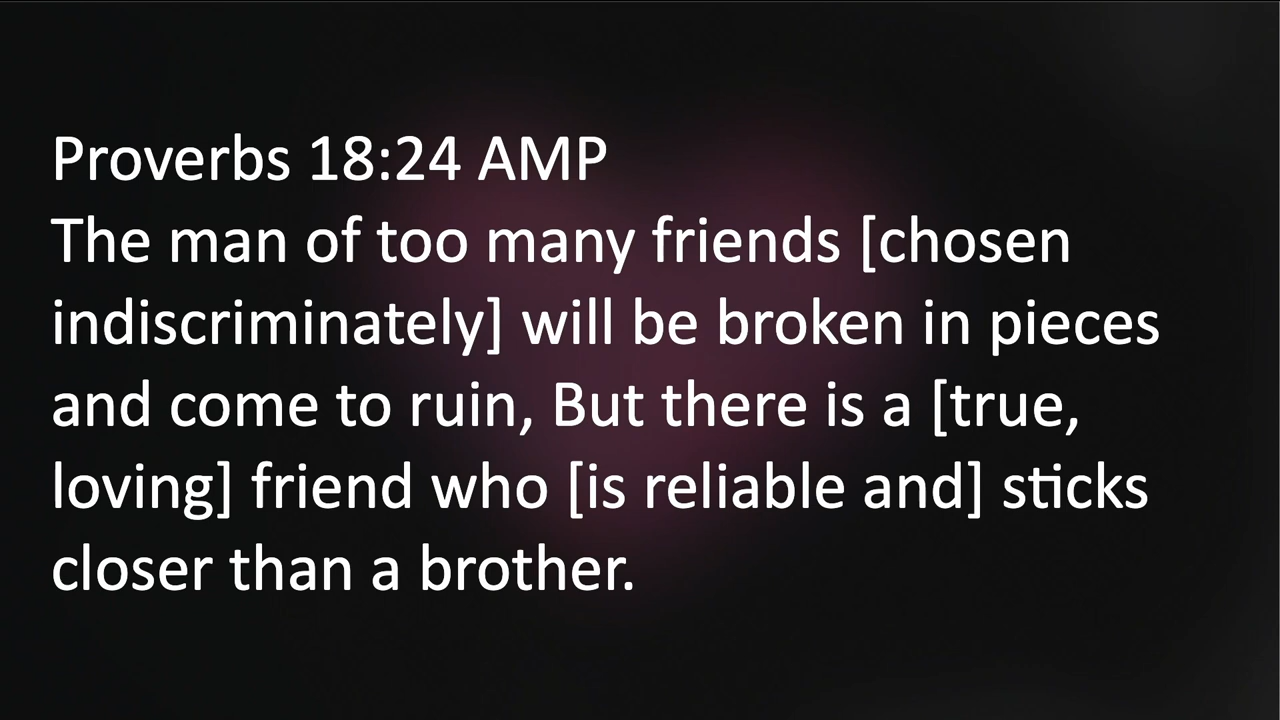 Proverbs 18:24 AMP
The man of too many friends [chosen
indiscriminately] will be broken in pieces
and come to ruin, But there is a [true,
loving] friend who [is reliable and] sticks
closer than a brother.